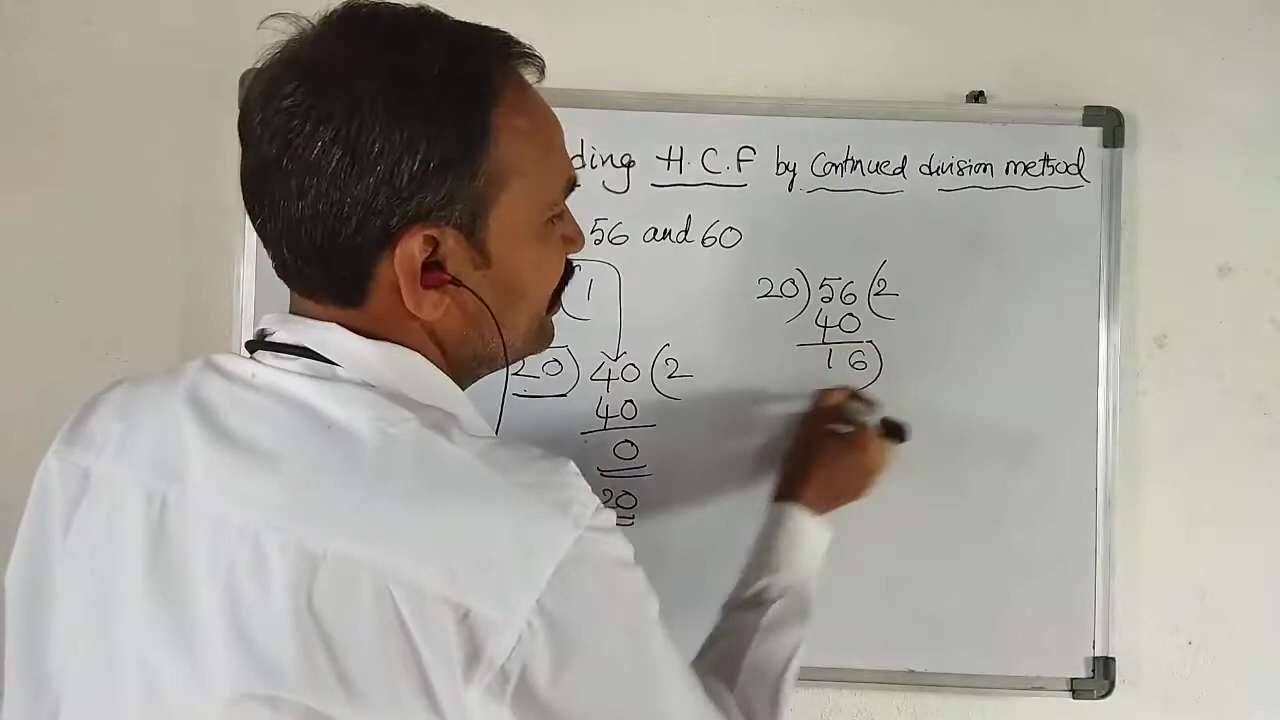 ding H.C.F by Continued division method
56 and 60
( 1
20) 40 (2
40
0
20
20) 56 (2
40
16)